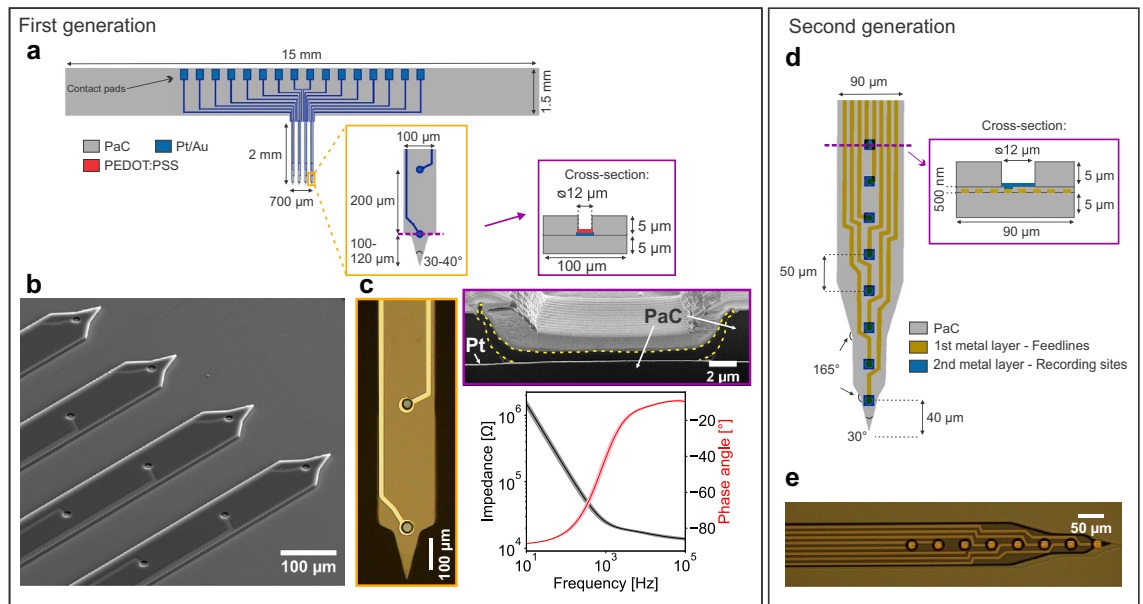 First generation
a
15 mm
Contact pads
1.5 mm
PaC
Pt/Au
PEDOT:PSS
2 mm
700 µm
100 µm
200 µm
100-
120 µm
30-40°
Cross-section:
⌀12 µm
5 µm
5 µm
100 µm
b
100 µm
c
100 µm
PaC
Pt
2 µm
Impedance [Ω]
10⁶
10⁵
10⁴
10¹
10³
10⁵
Frequency [Hz]
−20
−40
−60
−80
Phase angle [°]
Second generation
d
90 µm
50 µm
165°
30°
40 µm
Cross-section:
⌀12 µm
500 nm
5 µm
5 µm
90 µm
PaC
1st metal layer - Feedlines
2nd metal layer - Recording sites
e
50 µm